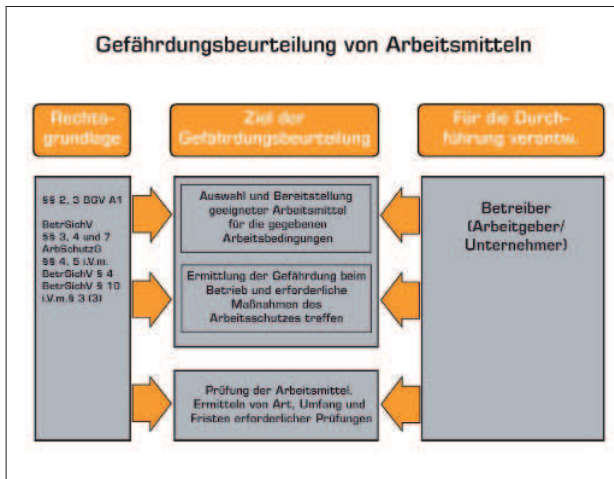 Gefährdungsbeurteilung von Arbeitsmitteln
Rechts-
grundlage
Ziel der
Gefährdungsbeurteilung
Für die Durch-
führung verantw.
§§ 2, 3 BGV A1
BetrSichV
§§ 3, 4 und 7
ArbSchutzG
§§ 4, 5 i.V.m.
BetrSichV § 4
BetrSichV § 10
i.V.m. § 3 (3)
Auswahl und Bereitstellung
geeigneter Arbeitsmittel
für die gegebenen
Arbeitsbedingungen
Ermittlung der Gefährdung beim
Betrieb und erforderliche
Maßnahmen des
Arbeitsschutzes treffen
Prüfung der Arbeitsmittel.
Ermitteln von Art, Umfang und
Fristen erforderlicher Prüfungen
Betreiber
(Arbeitgeber/
Unternehmer)